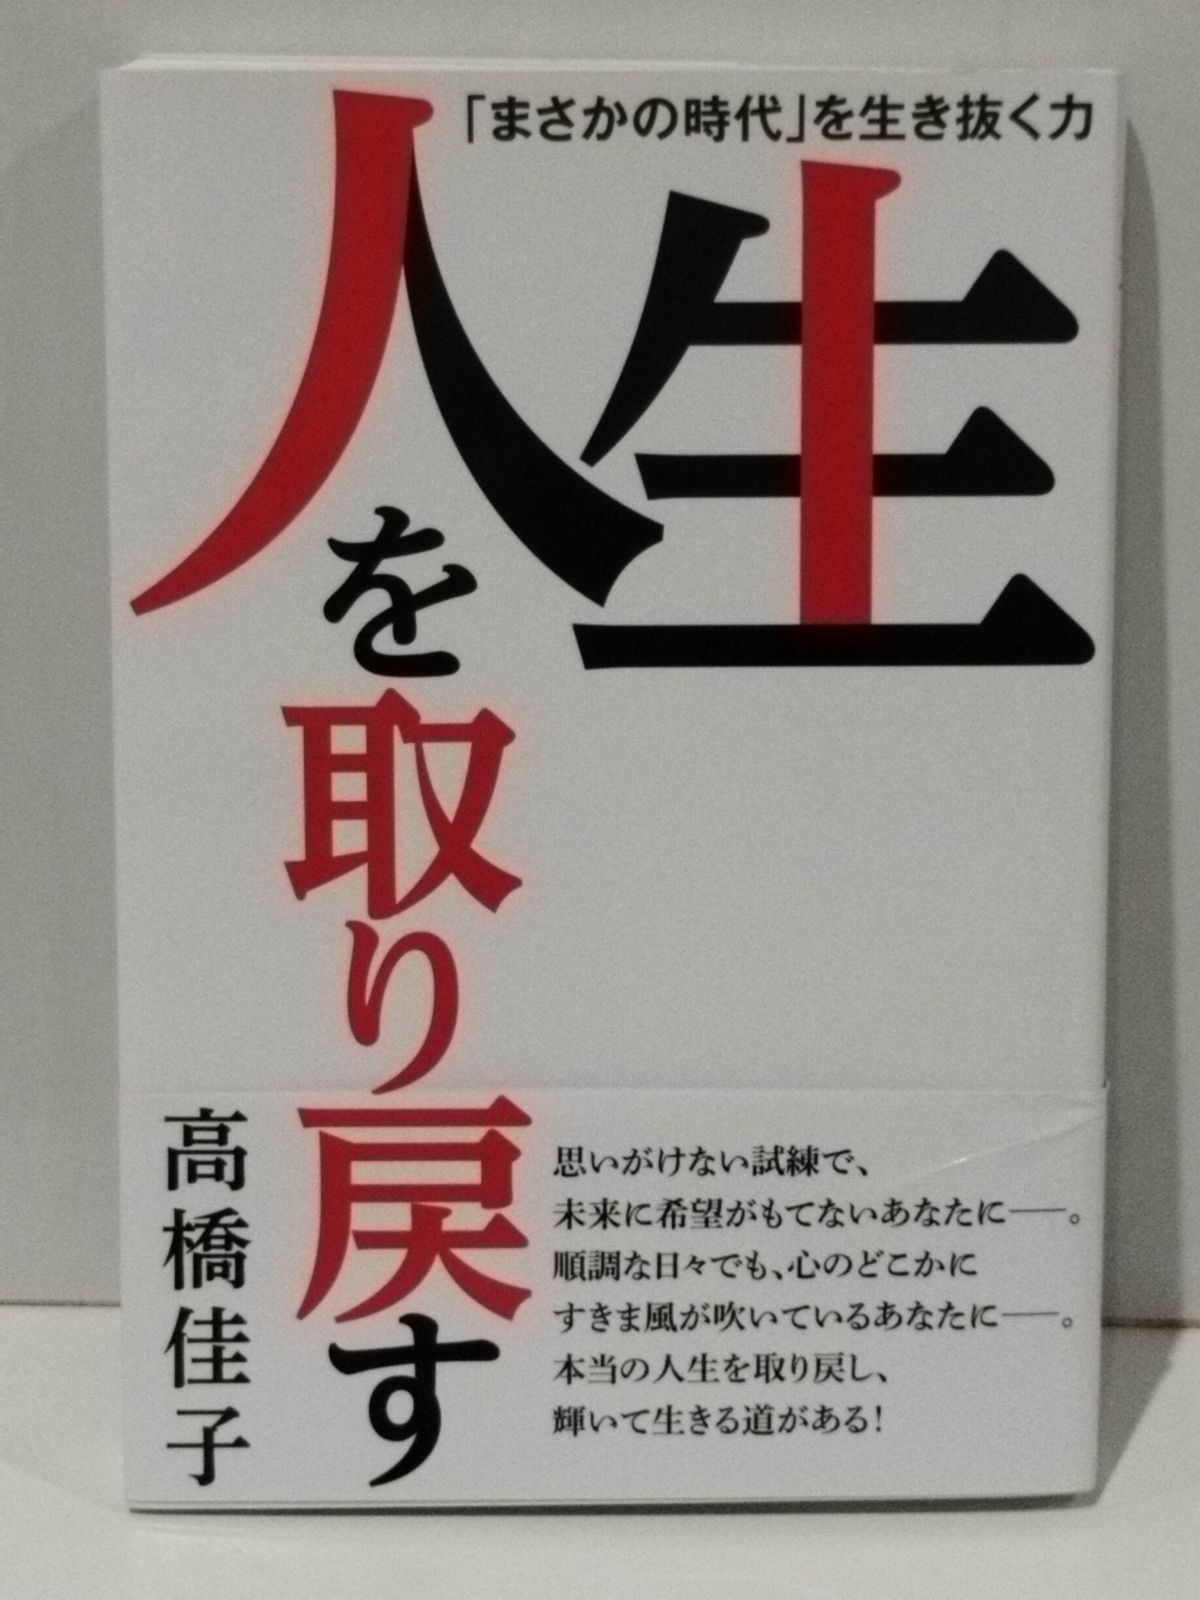 「まさかの時代」を生き抜く力
人生
を取り戻す
高橋佳子
思いがけない試練で、
未来に希望がもてないあなたに──。
順調な日々でも、心のどこかに
すきま風が吹いているあなたに──。
本当の人生を取り戻し、
輝いて生きる道がある!